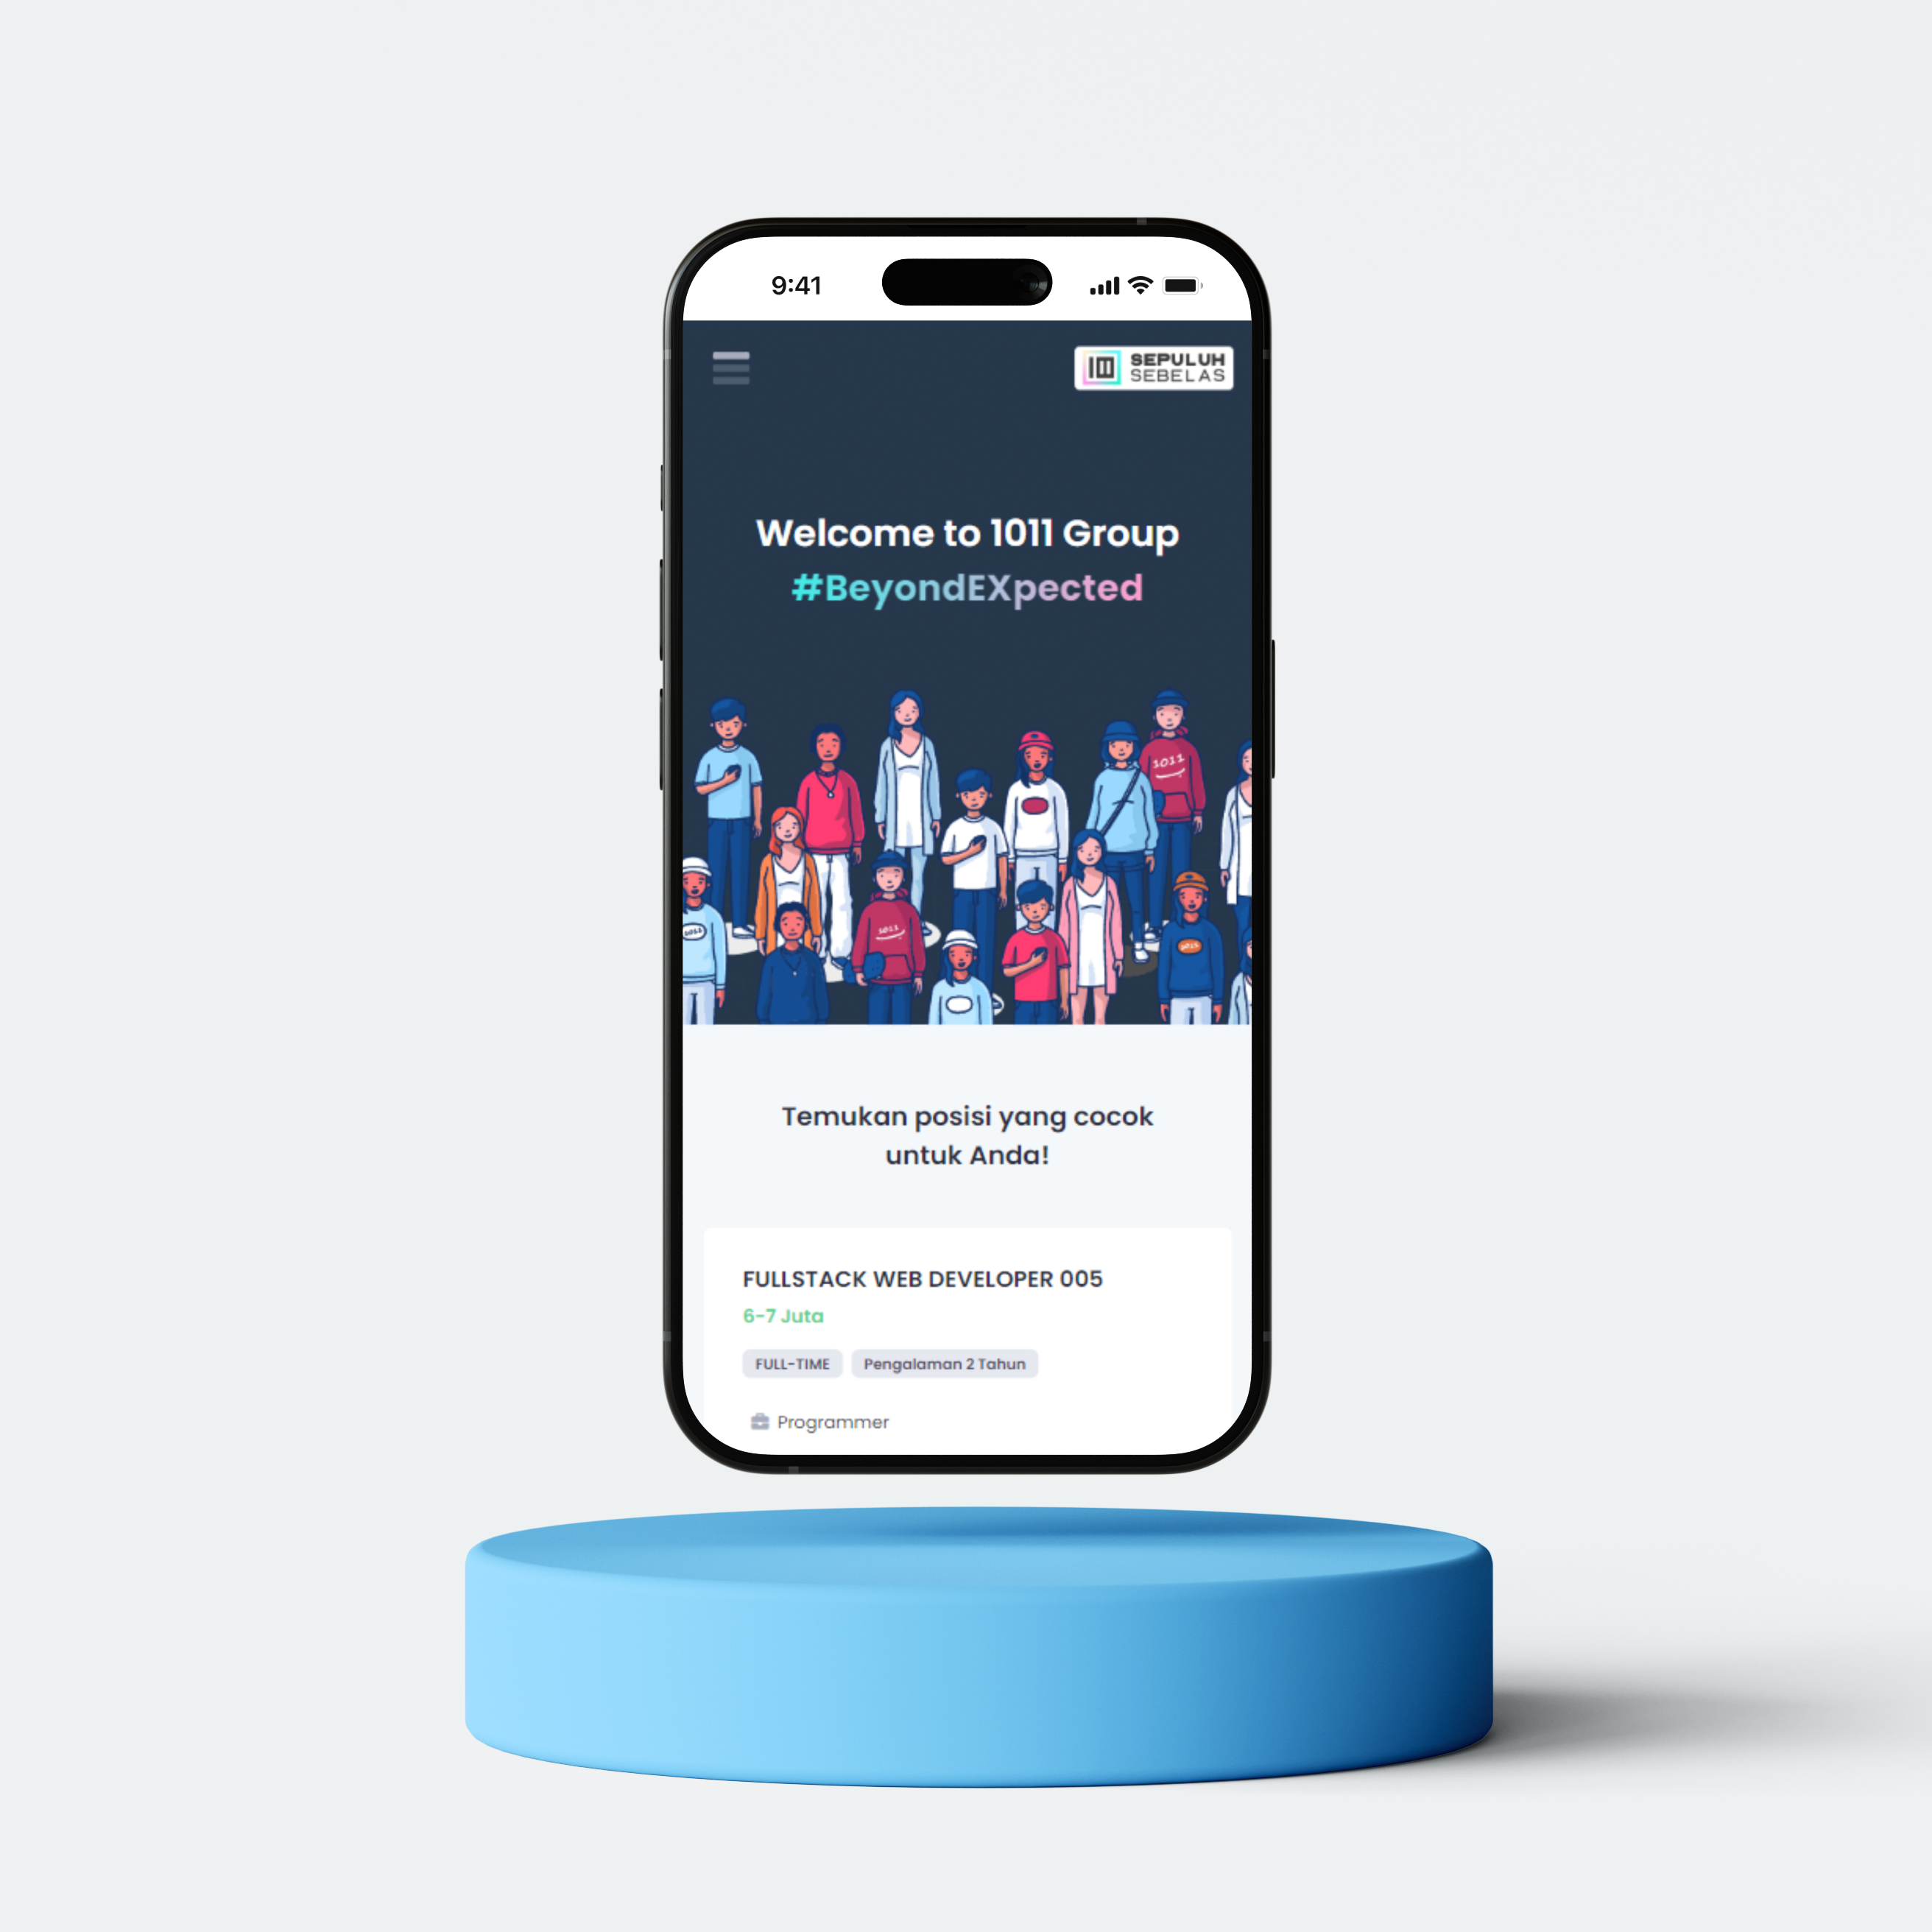 9:41
SEPULUH
SEBELAS
Welcome to 1011 Group
#BeyondEXpected
1011
1011
Temukan posisi yang cocok
untuk Anda!
FULLSTACK WEB DEVELOPER 005
6-7 Juta
FULL-TIME
Pengalaman 2 Tahun
Programmer